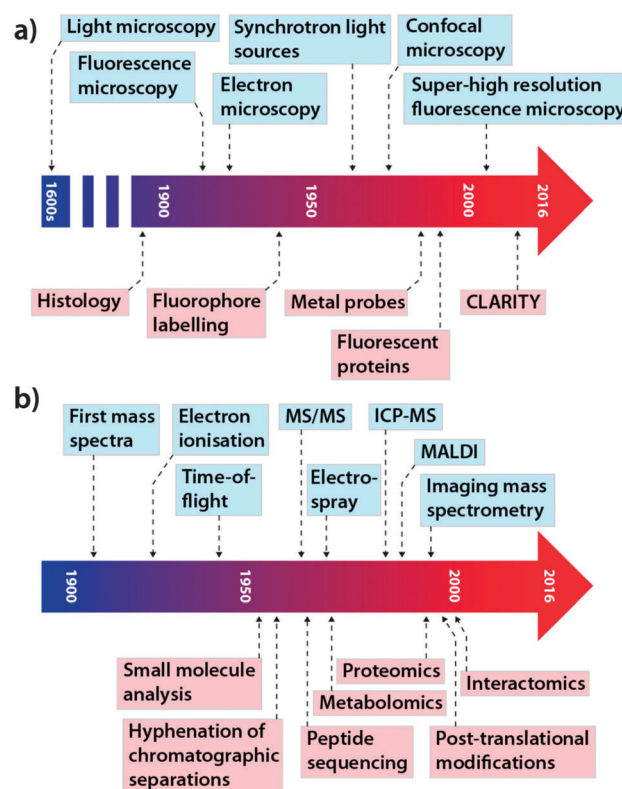 a)
Light microscopy
Synchrotron light
sources
Confocal
microscopy
Fluorescence
microscopy
Electron
microscopy
Super-high resolution
fluorescence microscopy
1600s
1900
1950
2000
2016
Histology
Fluorophore
labelling
Metal probes
CLARITY
Fluorescent
proteins
b)
First mass
spectra
Electron
ionisation
MS/MS
ICP-MS
MALDI
Time-of-
flight
Electro-
spray
Imaging mass
spectrometry
1900
1950
2000
2016
Small molecule
analysis
Proteomics
Interactomics
Metabolomics
Hyphenation of
chromatographic
separations
Peptide
sequencing
Post-translational
modifications